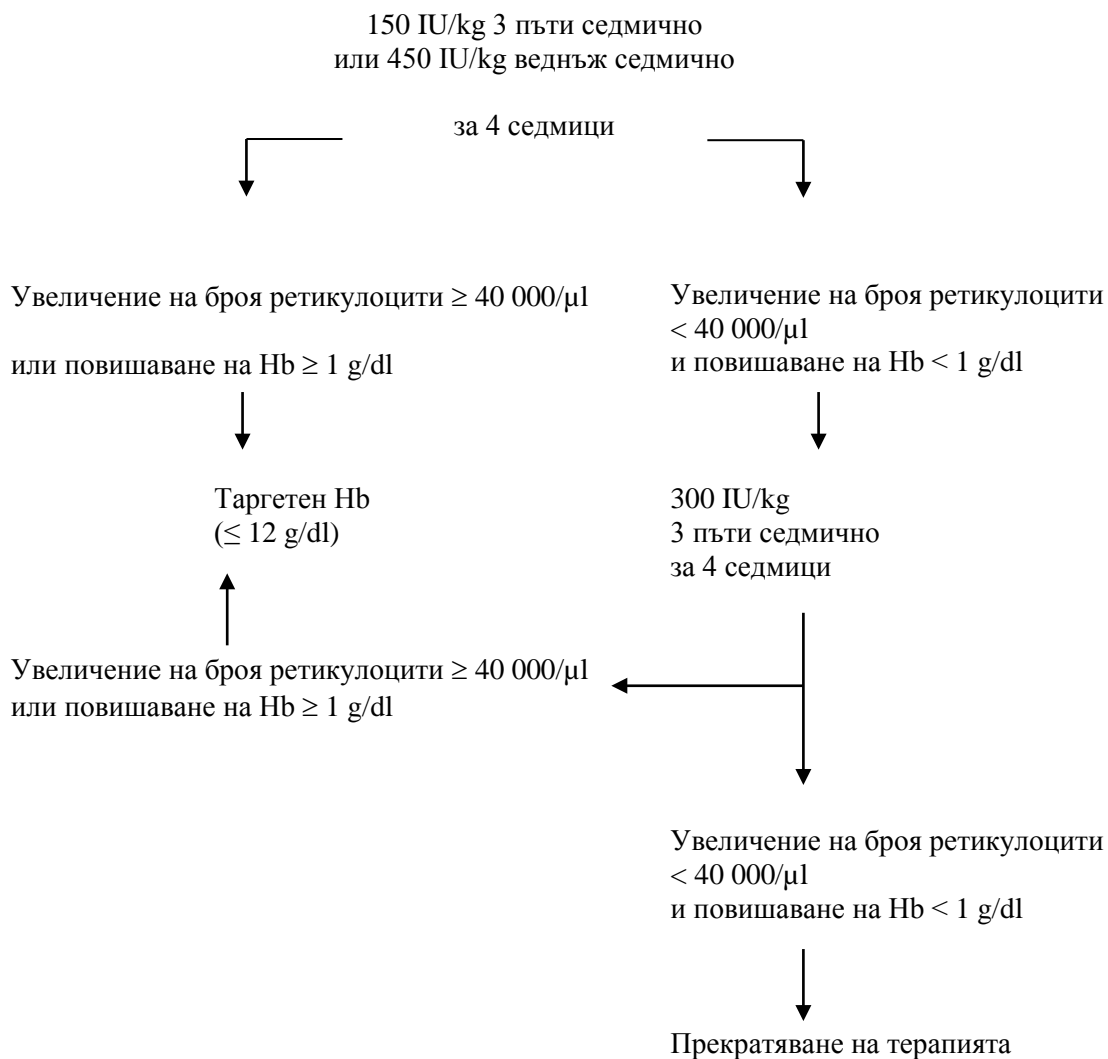 150 IU/kg 3 пъти седмично
или 450 IU/kg веднъж седмично
за 4 седмици
Увеличение на броя ретикулоцити ≥ 40 000/µl
или повишаване на Hb ≥ 1 g/dl
Увеличение на броя ретикулоцити
< 40 000/µl
и повишаване на Hb < 1 g/dl
Таргетен Hb
(≤ 12 g/dl)
300 IU/kg
3 пъти седмично
за 4 седмици
Увеличение на броя ретикулоцити ≥ 40 000/µl
или повишаване на Hb ≥ 1 g/dl
Увеличение на броя ретикулоцити
< 40 000/µl
и повишаване на Hb < 1 g/dl
Прекратяване на терапията